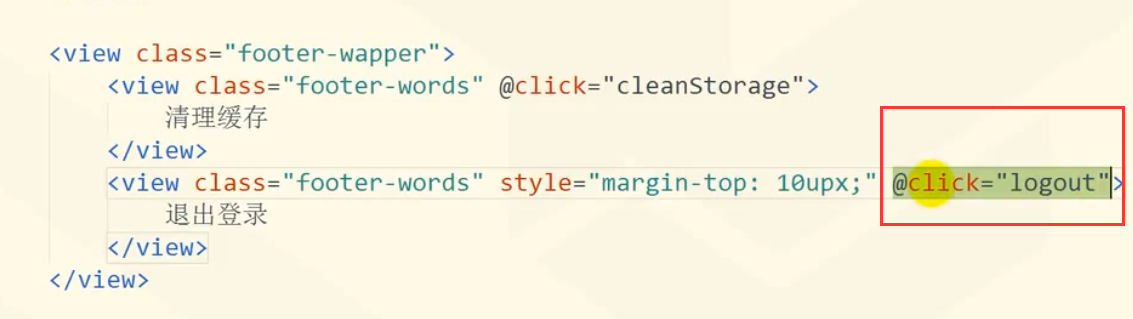 <view class="footer-wapper">
<view class="footer-words" @click="cleanStorage">
清理缓存
</view>
<view class="footer-words" style="margin-top: 10upx;" @click="logout">
退出登录
</view>
</view>